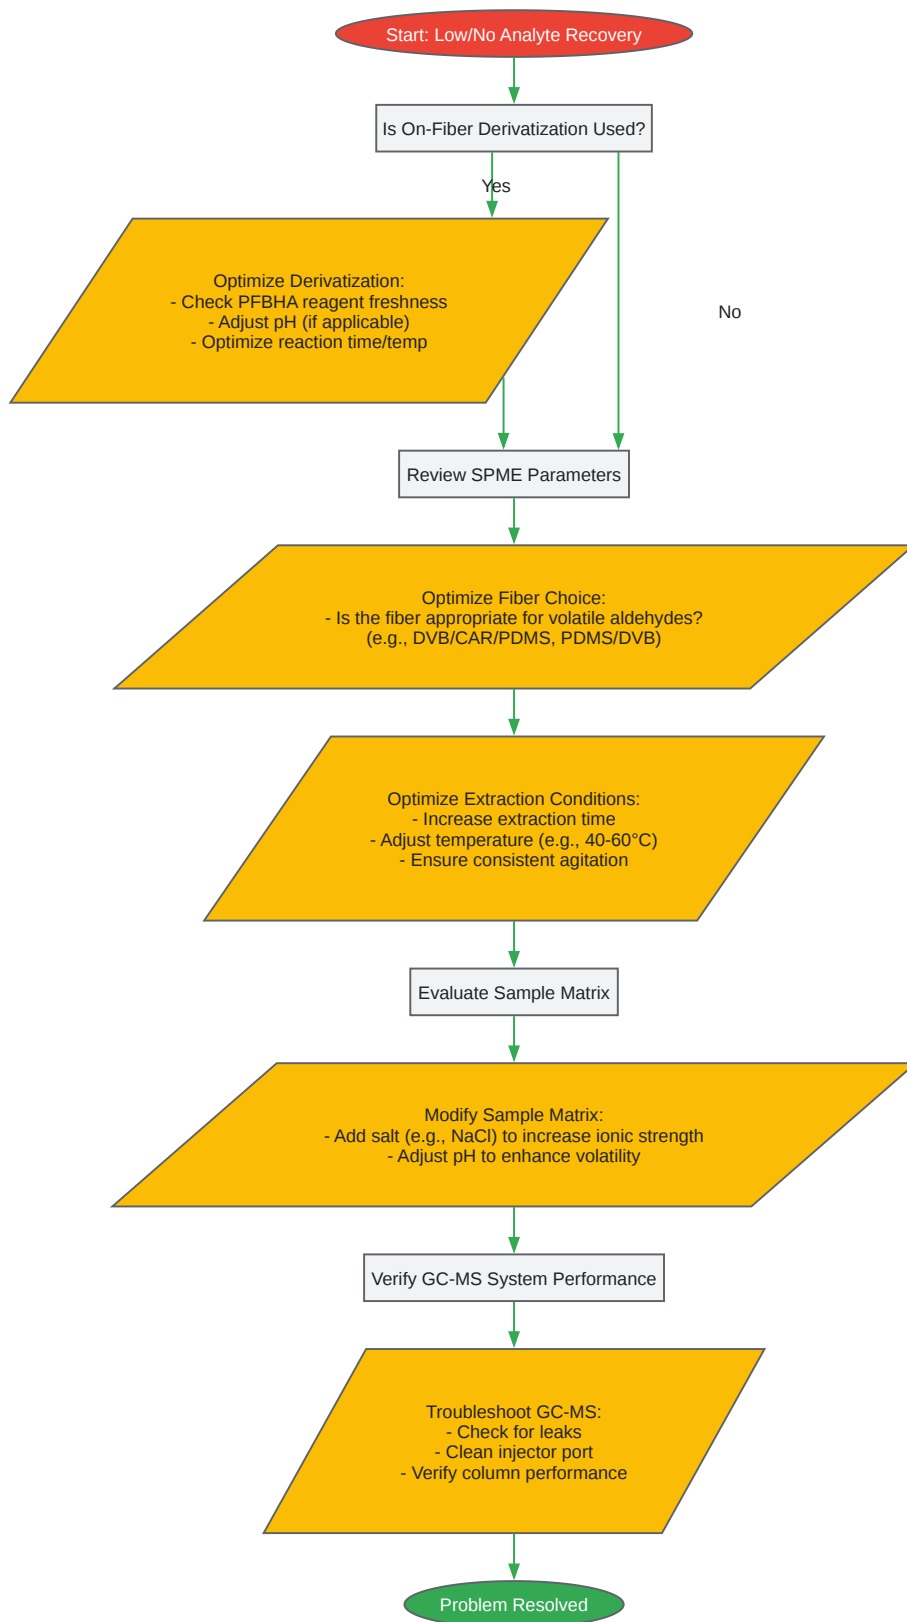 Start: Low/No Analyte Recovery
Is On-Fiber Derivatization Used?
Yes
Optimize Derivatization:
- Check PFBHA reagent freshness
- Adjust pH (if applicable)
- Optimize reaction time/temp
No
Review SPME Parameters
Optimize Fiber Choice:
- Is the fiber appropriate for volatile aldehydes?
(e.g., DVB/CAR/PDMS, PDMS/DVB)
Optimize Extraction Conditions:
- Increase extraction time
- Adjust temperature (e.g., 40-60°C)
- Ensure consistent agitation
Evaluate Sample Matrix
Modify Sample Matrix:
- Add salt (e.g., NaCl) to increase ionic strength
- Adjust pH to enhance volatility
Verify GC-MS System Performance
Troubleshoot GC-MS:
- Check for leaks
- Clean injector port
- Verify column performance
Problem Resolved